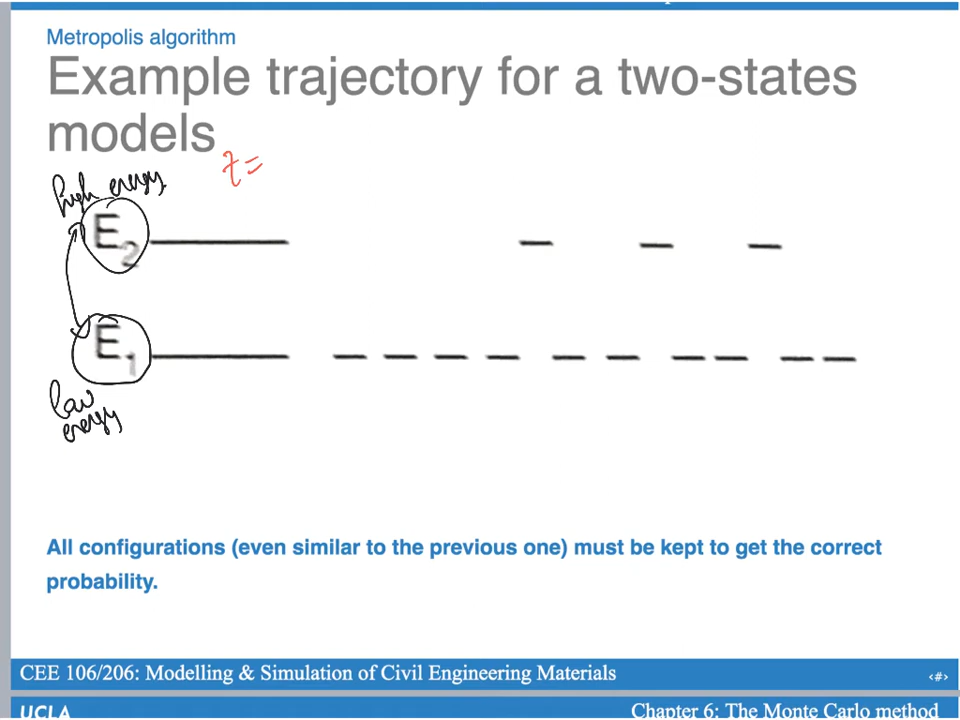 Metropolis algorithm
Example trajectory for a two-states
models
z =
high energy
E2
E1
low
energy
All configurations (even similar to the previous one) must be kept to get the correct
probability.
CEE 106/206: Modelling & Simulation of Civil Engineering Materials
‹#›
UCLA
Chapter 6: The Monte Carlo method